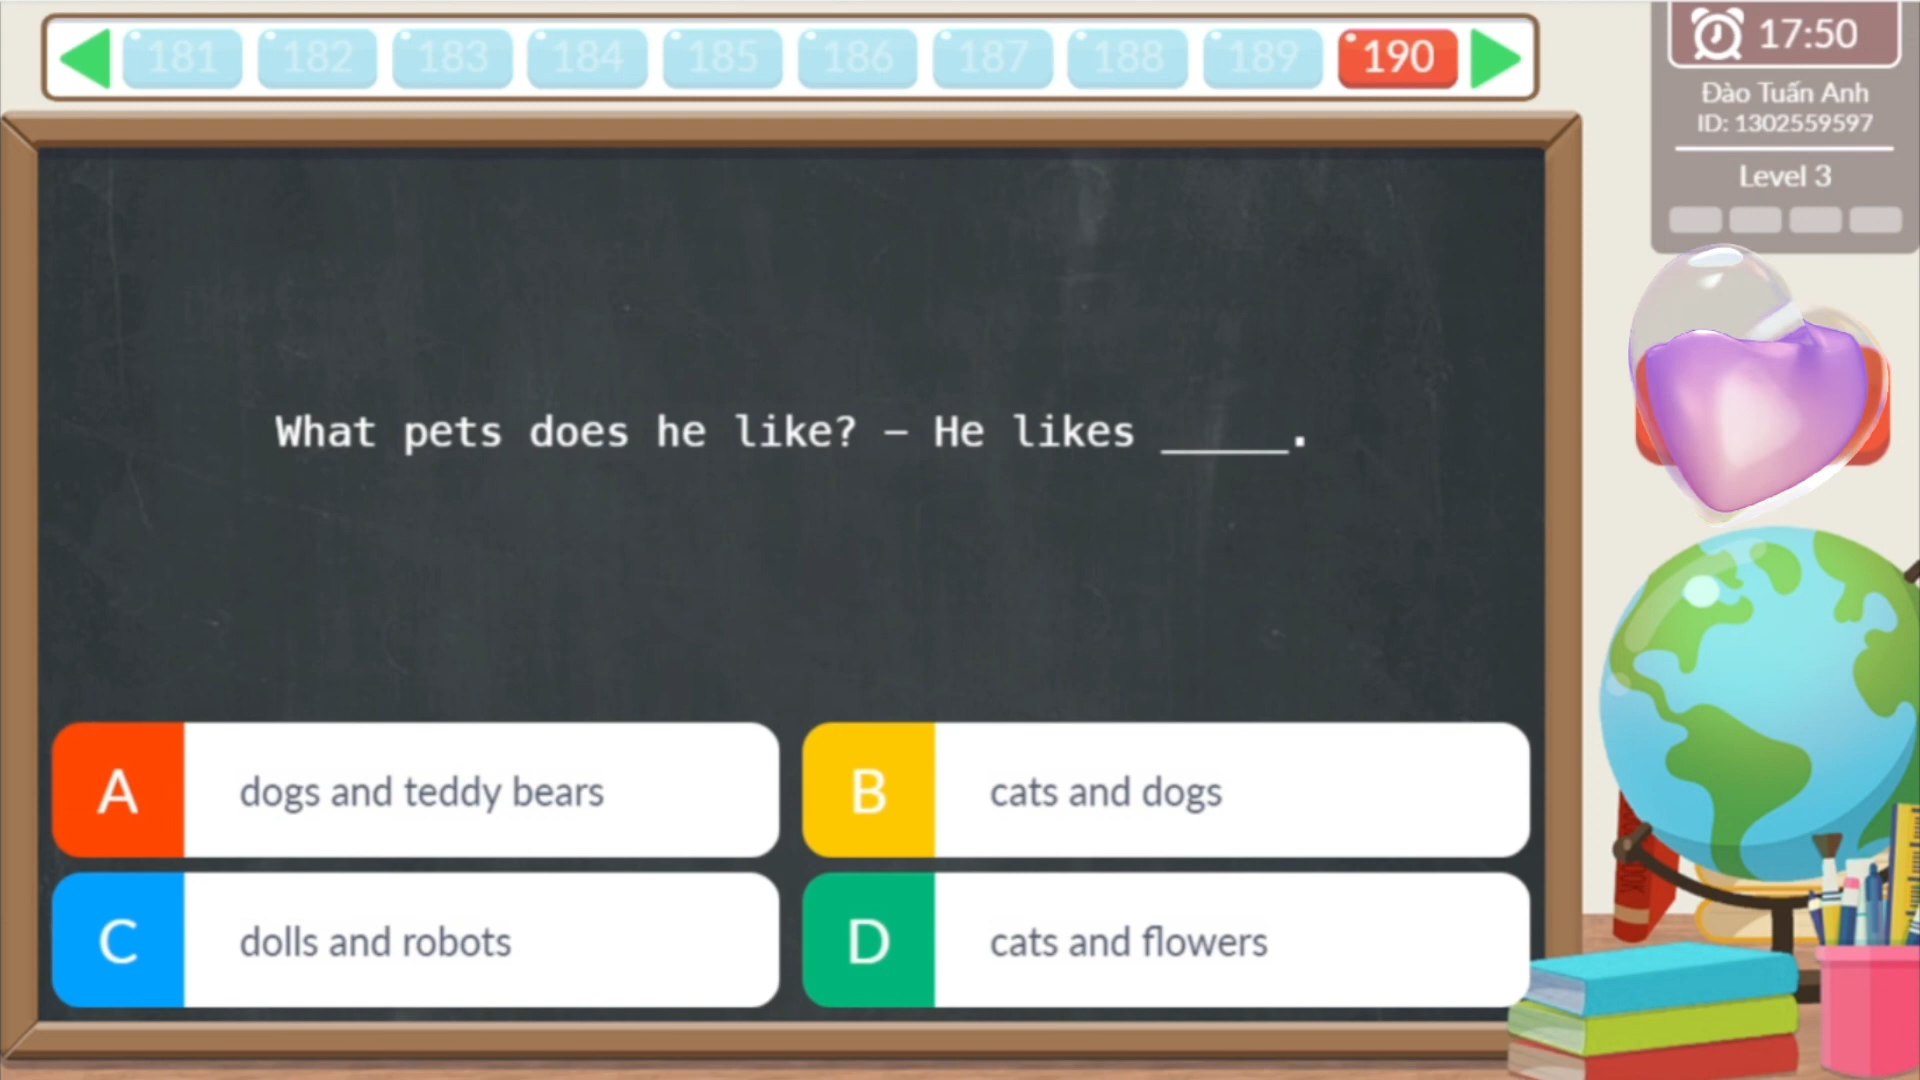 181 182 183 184 185 186 187 188 189 190
17:50
Đào Tuấn Anh
ID: 1302559597
Level 3
What pets does he like? – He likes _____.
A dogs and teddy bears
B cats and dogs
C dolls and robots
D cats and flowers
BOOK